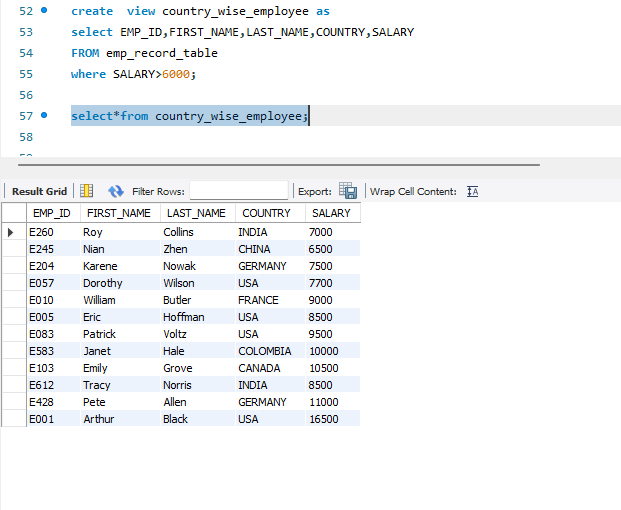 52 create  view country_wise_employee as
53 select EMP_ID,FIRST_NAME,LAST_NAME,COUNTRY,SALARY
54 FROM emp_record_table
55 where SALARY>6000;
56
57 select*from country_wise_employee;
58
Result Grid Filter Rows: Export: Wrap Cell Content: IA
EMP_ID FIRST_NAME LAST_NAME COUNTRY SALARY
E260 Roy Collins INDIA 7000
E245 Nian Zhen CHINA 6500
E204 Karene Nowak GERMANY 7500
E057 Dorothy Wilson USA 7700
E010 William Butler FRANCE 9000
E005 Eric Hoffman USA 8500
E083 Patrick Voltz USA 9500
E583 Janet Hale COLOMBIA 10000
E103 Emily Grove CANADA 10500
E612 Tracy Norris INDIA 8500
E428 Pete Allen GERMANY 11000
E001 Arthur Black USA 16500